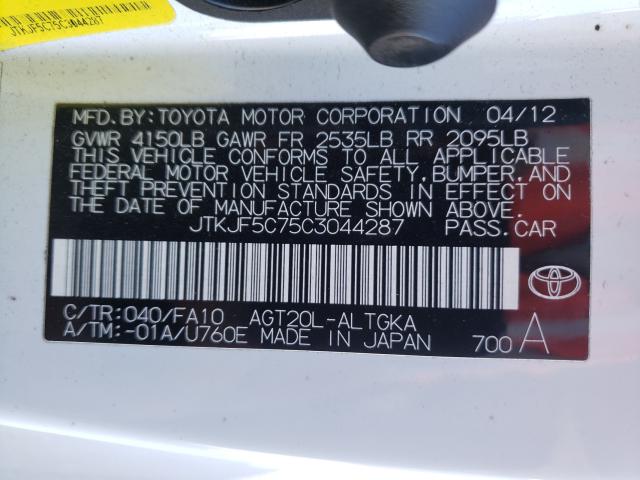 JTKJF5C75C3044287
MFD. BY: TOYOTA MOTOR CORPORATION 04/12
GVWR 4150LB GAWR FR 2535LB RR 2095LB
THIS VEHICLE CONFORMS TO ALL APPLICABLE
FEDERAL MOTOR VEHICLE SAFETY, BUMPER, AND
THEFT PREVENTION STANDARDS IN EFFECT ON
THE DATE OF MANUFACTURE SHOWN ABOVE.
JTKJF5C75C3044287 PASS. CAR
C/TR: 040/FA10 AGT20L-ALTGKA
A/TM: -01A/U760E MADE IN JAPAN 700 A